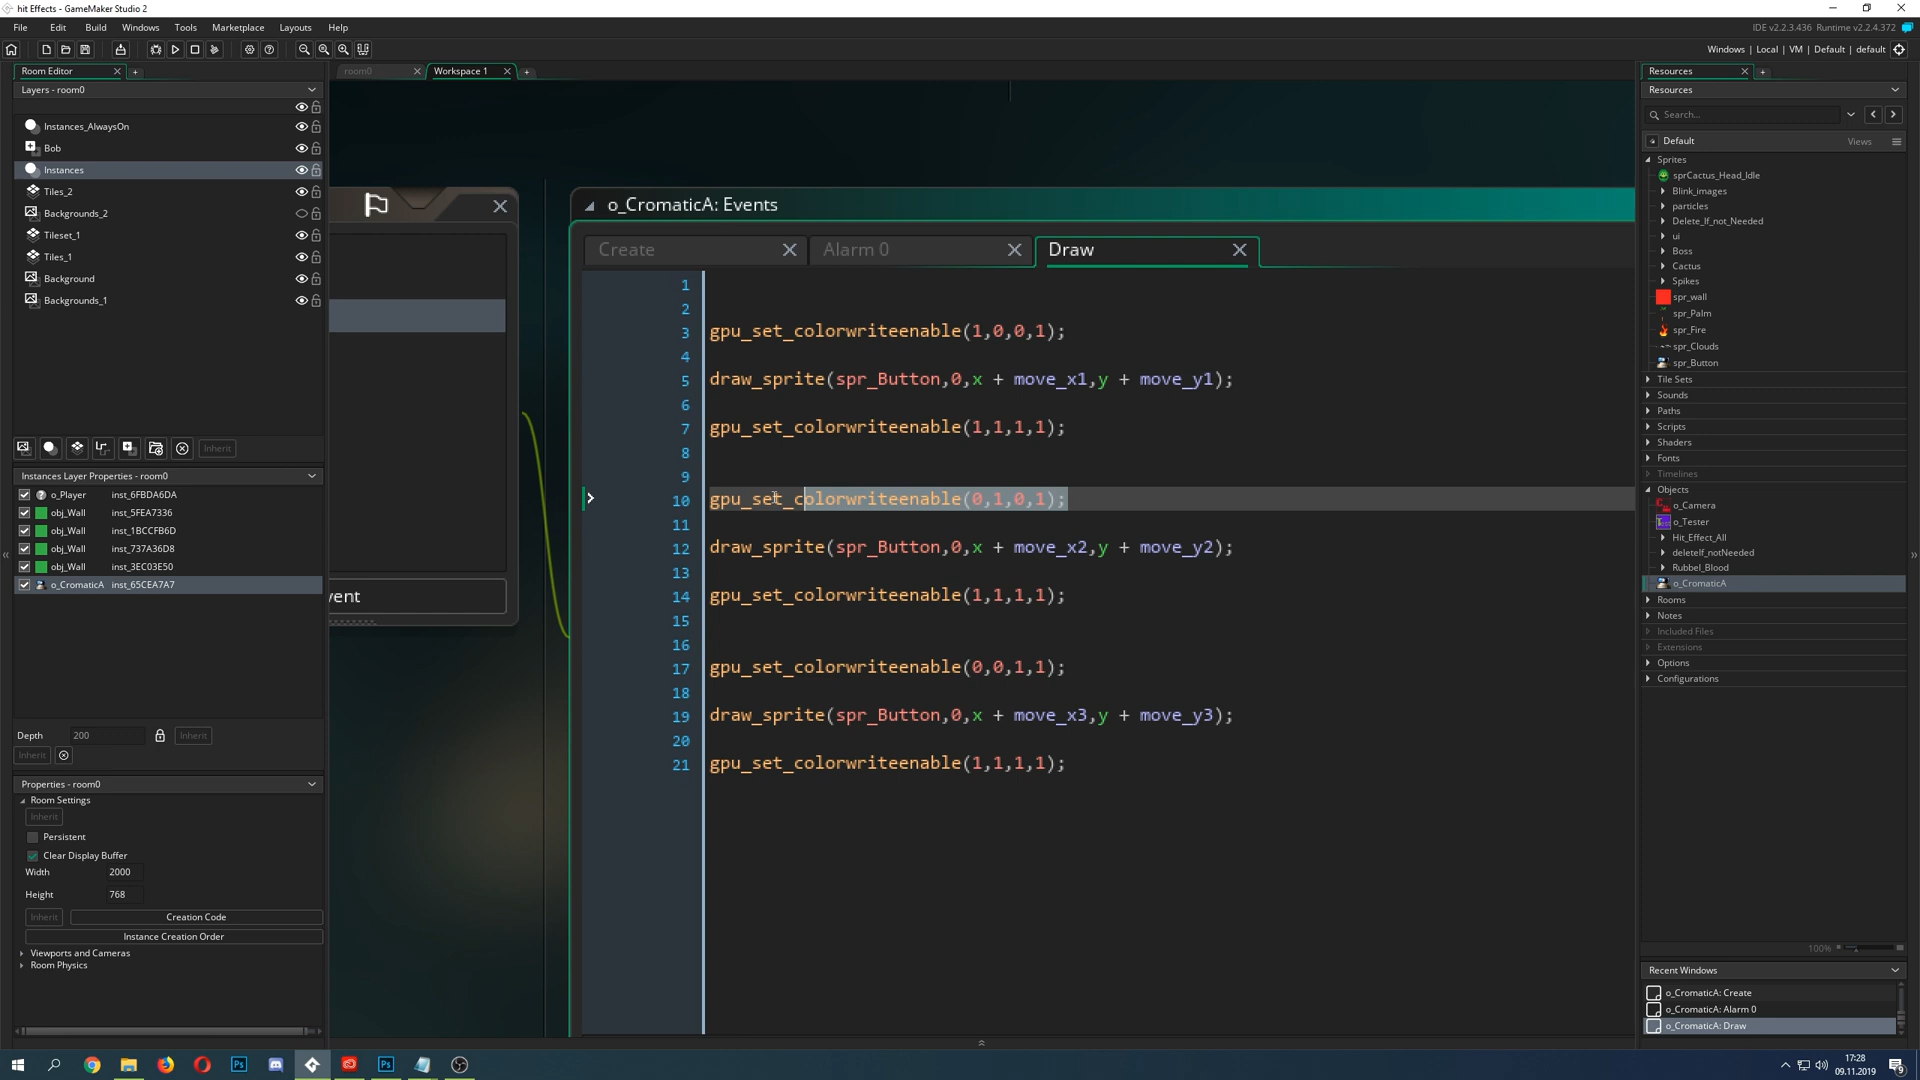 hit Effects - GameMaker Studio 2
File Edit Build Windows Tools Marketplace Layouts Help
IDE v2.2.3.436 Runtime v2.2.4.372
Windows | Local | VM | Default | default
Room Editor
room0
Workspace 1
Resources
Layers - room0
Resources
Search...
Instances_AlwaysOn
Bob
Instances
Tiles_2
Backgrounds_2
Tileset_1
Tiles_1
Background
Backgrounds_1
Inherit
Instances Layer Properties - room0
o_Player inst_6FBDA6DA
obj_Wall inst_5FEA7336
obj_Wall inst_1BCCFB6D
obj_Wall inst_737A36D8
obj_Wall inst_3EC03E50
o_CromaticA inst_65CEA7A7
Depth 200 Inherit
Inherit
Properties - room0
Room Settings
Inherit
Persistent
Clear Display Buffer
Width 2000
Height 768
Inherit Creation Code
Instance Creation Order
Viewports and Cameras
Room Physics
vent
o_CromaticA: Events
Create Alarm 0 Draw
1
2
3 gpu_set_colorwriteenable(1,0,0,1);
4
5 draw_sprite(spr_Button,0,x + move_x1,y + move_y1);
6
7 gpu_set_colorwriteenable(1,1,1,1);
8
9
10 gpu_set_colorwriteenable(0,1,0,1);
11
12 draw_sprite(spr_Button,0,x + move_x2,y + move_y2);
13
14 gpu_set_colorwriteenable(1,1,1,1);
15
16
17 gpu_set_colorwriteenable(0,0,1,1);
18
19 draw_sprite(spr_Button,0,x + move_x3,y + move_y3);
20
21 gpu_set_colorwriteenable(1,1,1,1);
Default Views
Sprites
sprCactus_Head_Idle
Blink_images
particles
Delete_If_not_Needed
ui
Boss
Cactus
Spikes
spr_wall
spr_Palm
spr_Fire
spr_Clouds
spr_Button
Tile Sets
Sounds
Paths
Scripts
Shaders
Fonts
Timelines
Objects
o_Camera
o_Tester
Hit_Effect_All
deleteIf_notNeeded
Rubbel_Blood
o_CromaticA
Rooms
Notes
Included Files
Extensions
Options
Configurations
100%
Recent Windows
o_CromaticA: Create
o_CromaticA: Alarm 0
o_CromaticA: Draw
17:28
09.11.2019